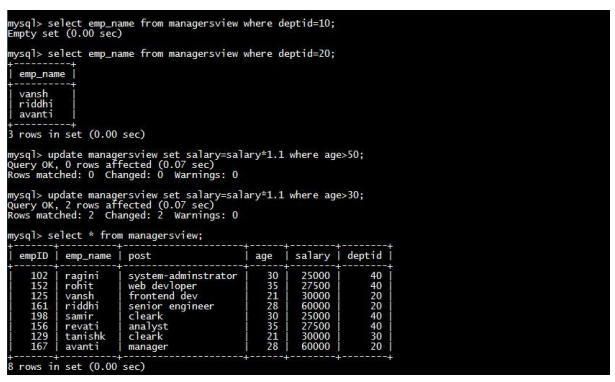 mysql> select emp_name from managersview where deptid=10;
Empty set (0.00 sec)
mysql> select emp_name from managersview where deptid=20;
+----------+
| emp_name |
+----------+
| vansh    |
| riddhi   |
| avanti   |
+----------+
3 rows in set (0.00 sec)
mysql> update managersview set salary=salary*1.1 where age>50;
Query OK, 0 rows affected (0.07 sec)
Rows matched: 0  Changed: 0  Warnings: 0
mysql> update managersview set salary=salary*1.1 where age>30;
Query OK, 2 rows affected (0.07 sec)
Rows matched: 2  Changed: 2  Warnings: 0
mysql> select * from managersview;
+-------+----------+--------------------+------+--------+--------+
| empID | emp_name | post               | age  | salary | deptid |
+-------+----------+--------------------+------+--------+--------+
|   102 | ragini   | system-adminstrator |   30 |  25000 |     40 |
|   152 | rohit    | web devloper       |   35 |  27500 |     40 |
|   125 | vansh    | frontend dev       |   21 |  30000 |     20 |
|   161 | riddhi   | senior engineer    |   28 |  60000 |     20 |
|   198 | samir    | cleark             |   30 |  25000 |     40 |
|   156 | revati   | analyst            |   35 |  27500 |     40 |
|   129 | tanishk  | cleark             |   21 |  30000 |     30 |
|   167 | avanti   | manager            |   28 |  60000 |     20 |
+-------+----------+--------------------+------+--------+--------+
8 rows in set (0.00 sec)